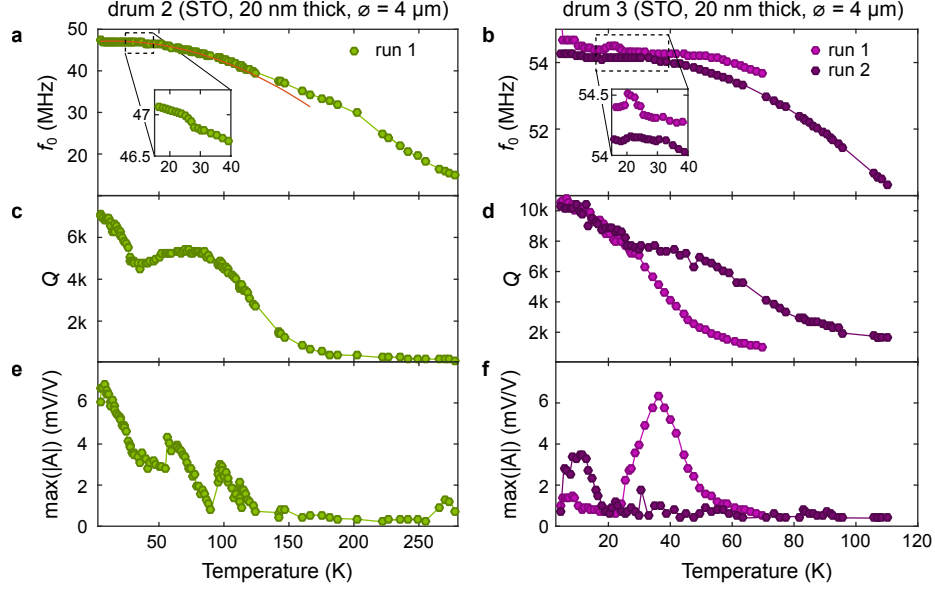 drum 2 (STO, 20 nm thick, ⌀ = 4 μm)
drum 3 (STO, 20 nm thick, ⌀ = 4 μm)
a
50
40
30
20
f₀ (MHz)
run 1
47
46.5
20
30
40
b
54
52
f₀ (MHz)
run 1
run 2
54.5
54
20
30
40
c
6k
4k
2k
Q
d
10k
8k
6k
4k
2k
Q
e
6
4
2
0
max(|A|) (mV/V)
50
100
150
200
250
Temperature (K)
f
6
4
2
0
max(|A|) (mV/V)
20
40
60
80
100
120
Temperature (K)